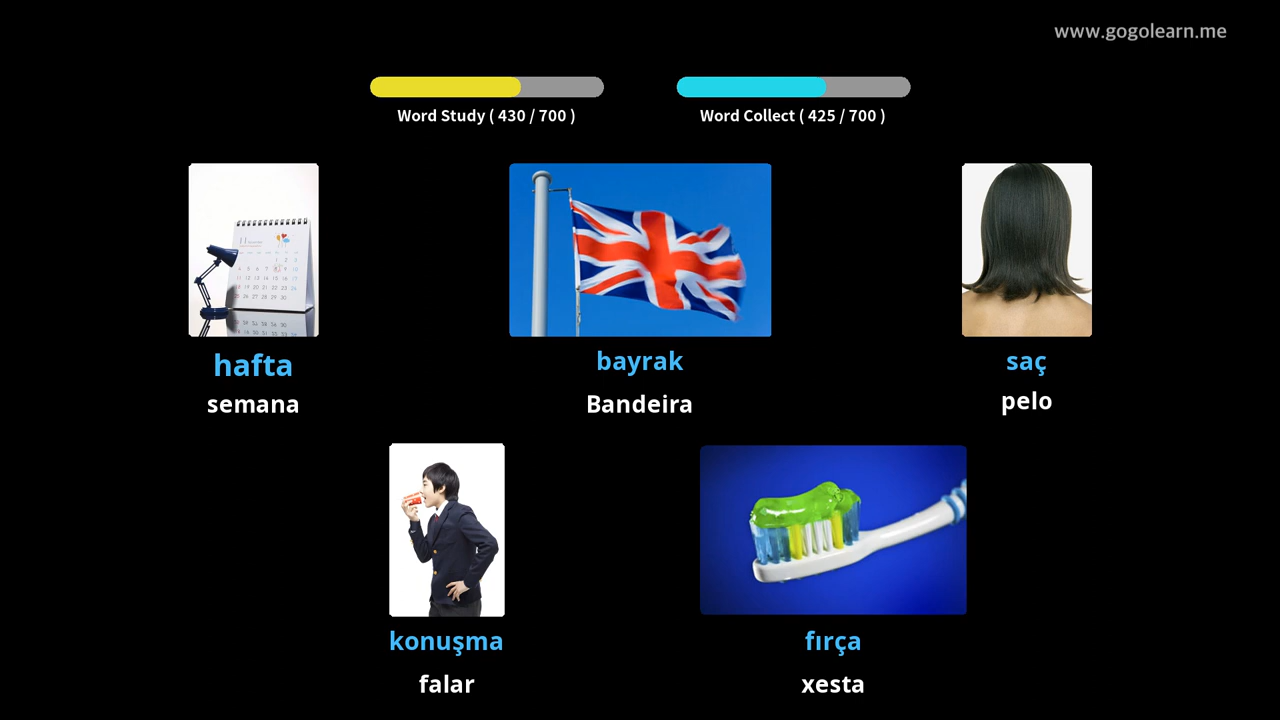 www.gogolearn.me
Word Study ( 430 / 700 )
Word Collect ( 425 / 700 )
hafta
semana
bayrak
Bandeira
saç
pelo
konuşma
falar
fırça
xesta